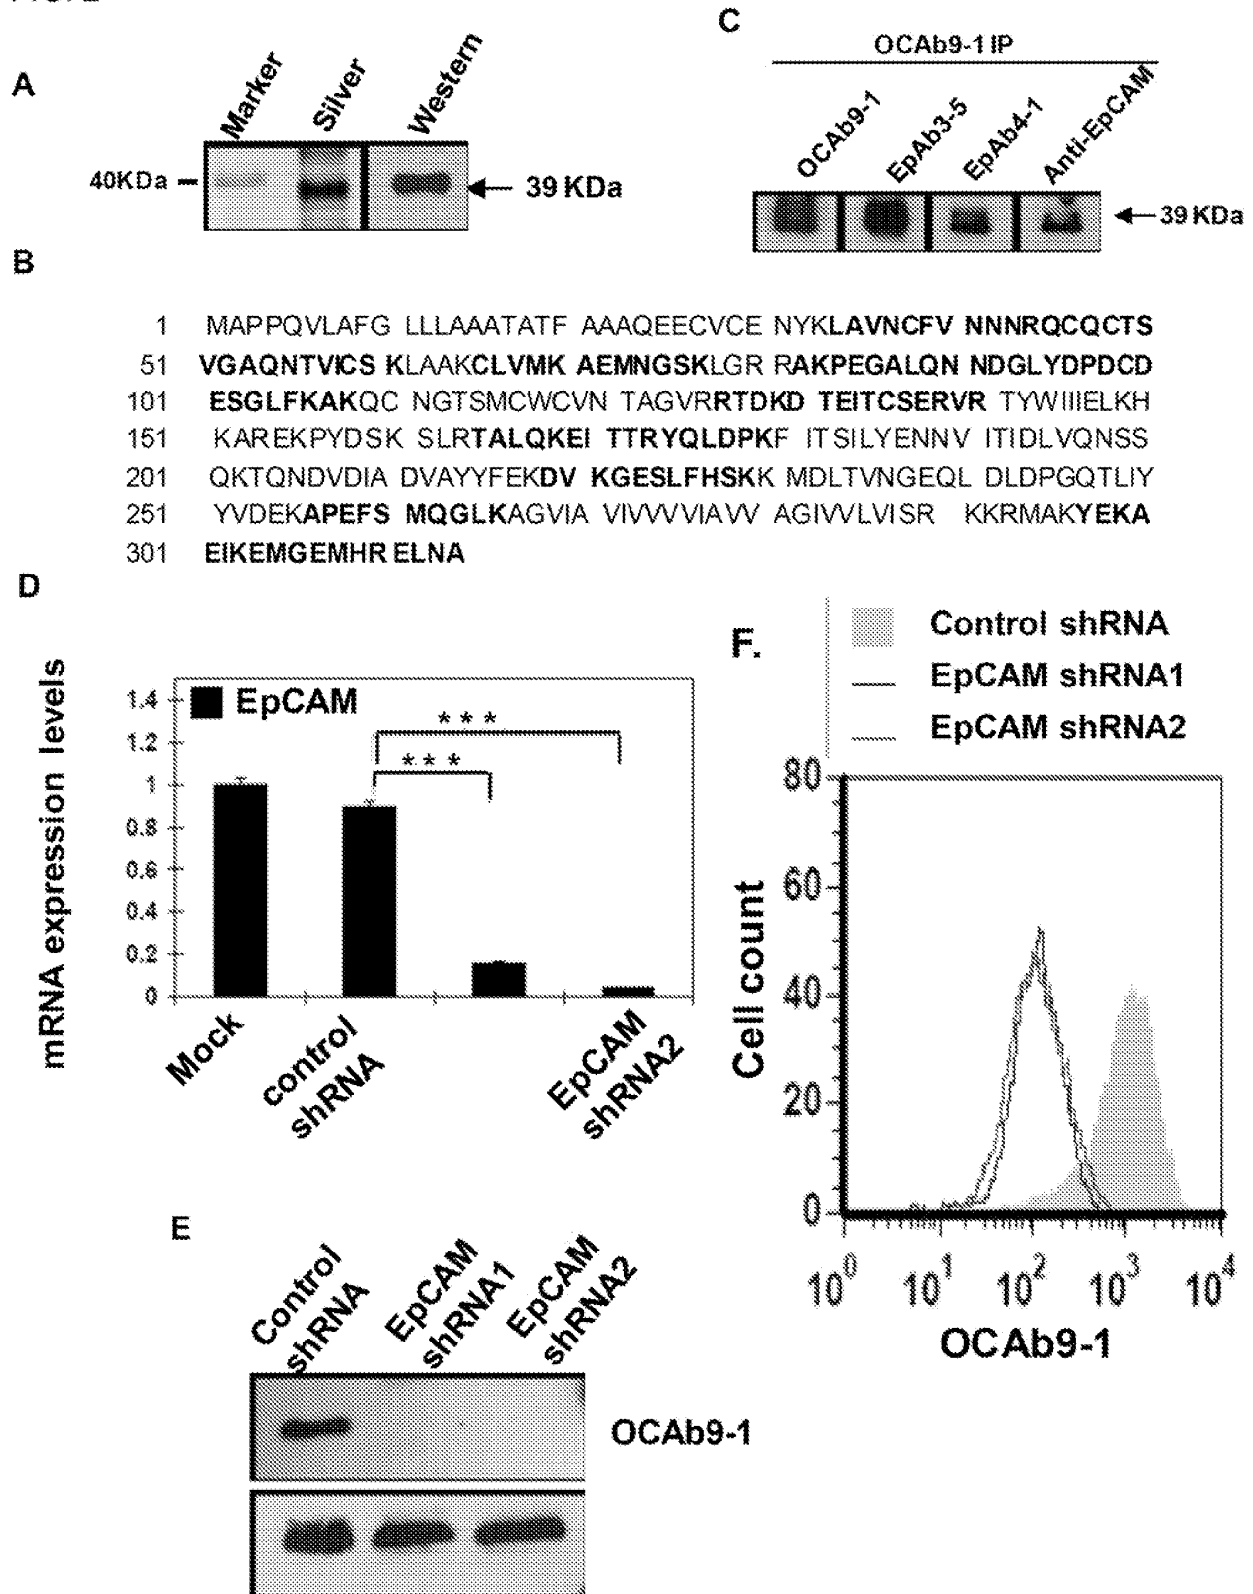 A
Marker
Silver
Western
40KDa
39 KDa
C
OCAb9-1 IP
OCAb9-1
EpAb3-5
EpAb4-1
Anti-EpCAM
39 KDa
B
1 MAPPQVLAFG LLLAAATATF AAAQEECVCE NYKLAVNCFV NNNRQCQCTS
51 VGAQNTVICS KLAAKCLVMK AEMNGSKLGR RAKPEGALQN NDGLYDPDCD
101 ESGLFKAKQC NGTSMCWCVN TAGVRRTDKD TEITCSERVR TYWIIIELKH
151 KAREKPYDSK SLRTALQKEI TTRYQLDPKF ITSILYENNV ITIDLVQNSS
201 QKTQNDVDIA DVAYYFEKDV KGESLFHSKK MDLTVNGEQL DLDPGQTLIY
251 YVDEKAPEFS MQGLKAGVIA VIVVVVIAVV AGIVVLVISR KKRMAKYEKA
301 EIKEMGEMHR ELNA
D
mRNA expression levels
1.4
1.2
1
0.8
0.6
0.4
0.2
0
EpCAM
***
***
Mock
control
shRNA
EpCAM
shRNA2
F.
Control shRNA
EpCAM shRNA1
EpCAM shRNA2
Cell count
80
60
40
20
0
10⁰ 10¹ 10² 10³ 10⁴
OCAb9-1
E
Control
shRNA
EpCAM
shRNA1
EpCAM
shRNA2
OCAb9-1